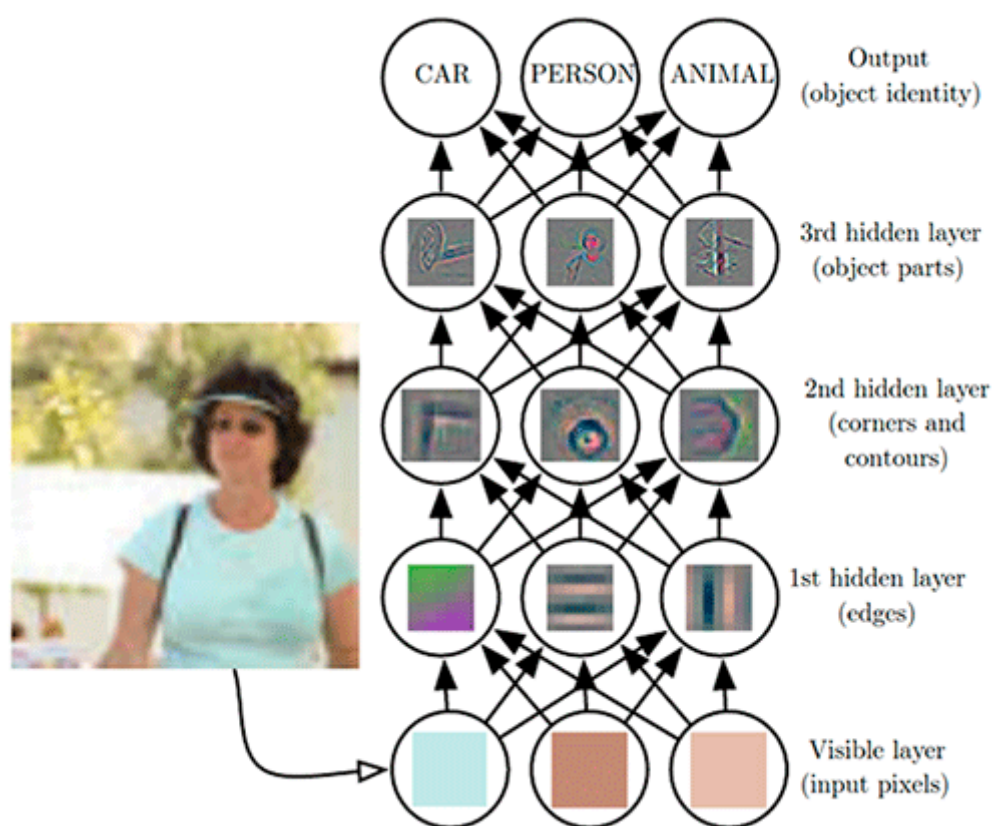 CAR
PERSON
ANIMAL
Output
(object identity)
3rd hidden layer
(object parts)
2nd hidden layer
(corners and
contours)
1st hidden layer
(edges)
Visible layer
(input pixels)